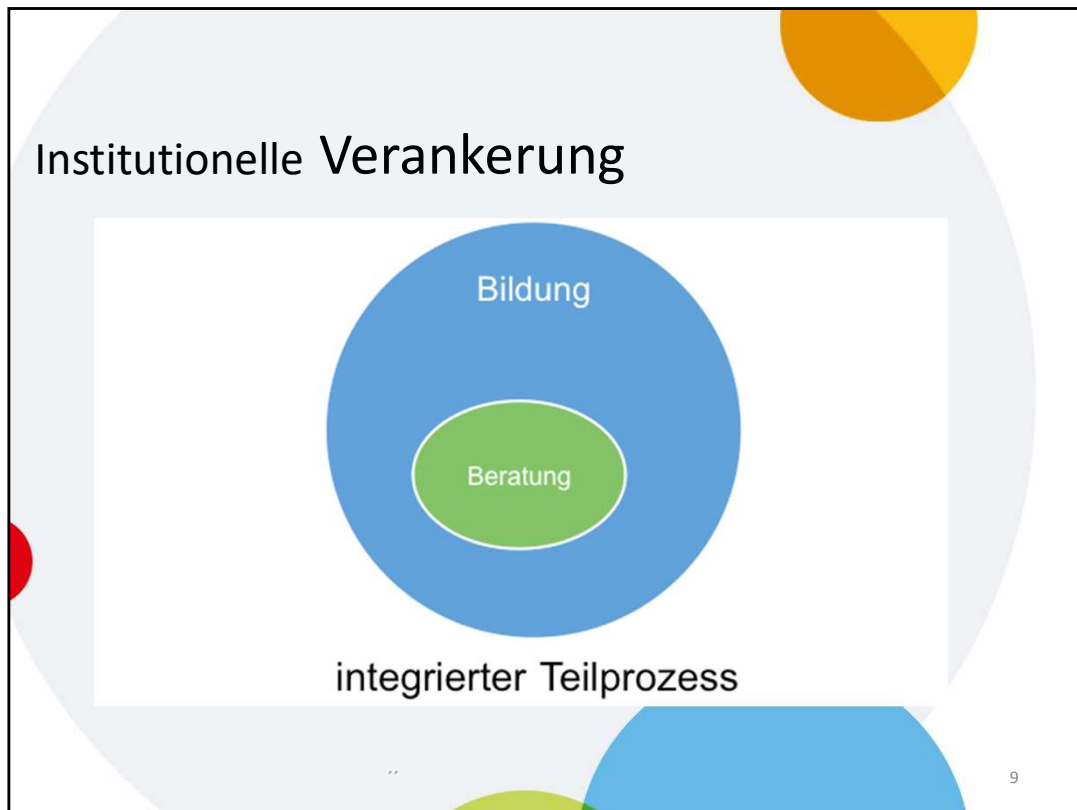 Institutionelle Verankerung
Bildung
Beratung
integrierter Teilprozess
´´
9